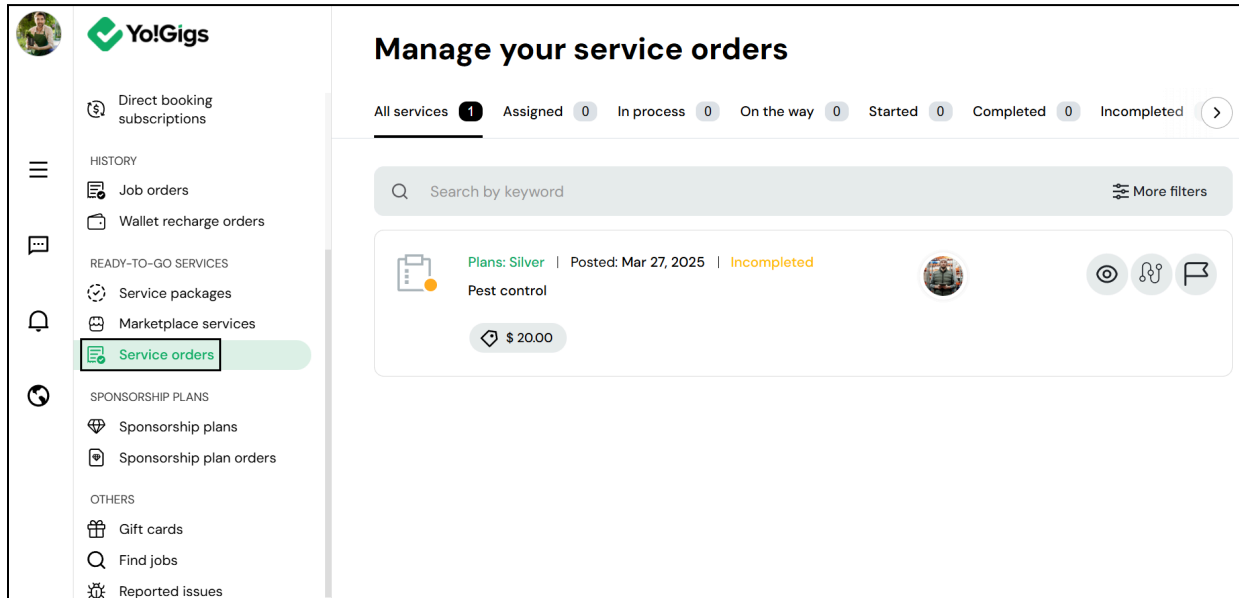 Yo!Gigs
Direct booking
subscriptions
HISTORY
Job orders
Wallet recharge orders
READY-TO-GO SERVICES
Service packages
Marketplace services
Service orders
SPONSORSHIP PLANS
Sponsorship plans
Sponsorship plan orders
OTHERS
Gift cards
Find jobs
Reported issues
Manage your service orders
All services 1 Assigned 0 In process 0 On the way 0 Started 0 Completed 0 Incompleted
Search by keyword More filters
Plans: Silver | Posted: Mar 27, 2025 | Incompleted
Pest control
$ 20.00